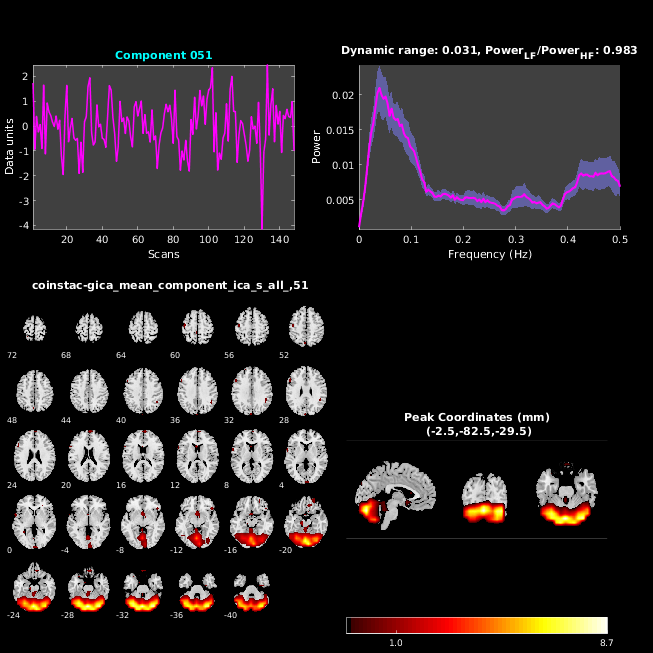 Component 051
2
1
0
-1
-2
-3
-4
Data units
20 40 60 80 100 120 140
Scans
Dynamic range: 0.031, Power_LF/Power_HF: 0.983
0.02
0.015
0.01
0.005
Power
0 0.1 0.2 0.3 0.4 0.5
Frequency (Hz)
coinstac-gica_mean_component_ica_s_all_,51
72 68 64 60 56 52
48 44 40 36 32 28
24 20 16 12 8 4
0 -4 -8 -12 -16 -20
-24 -28 -32 -36 -40
Peak Coordinates (mm)
(-2.5,-82.5,-29.5)
1.0 8.7